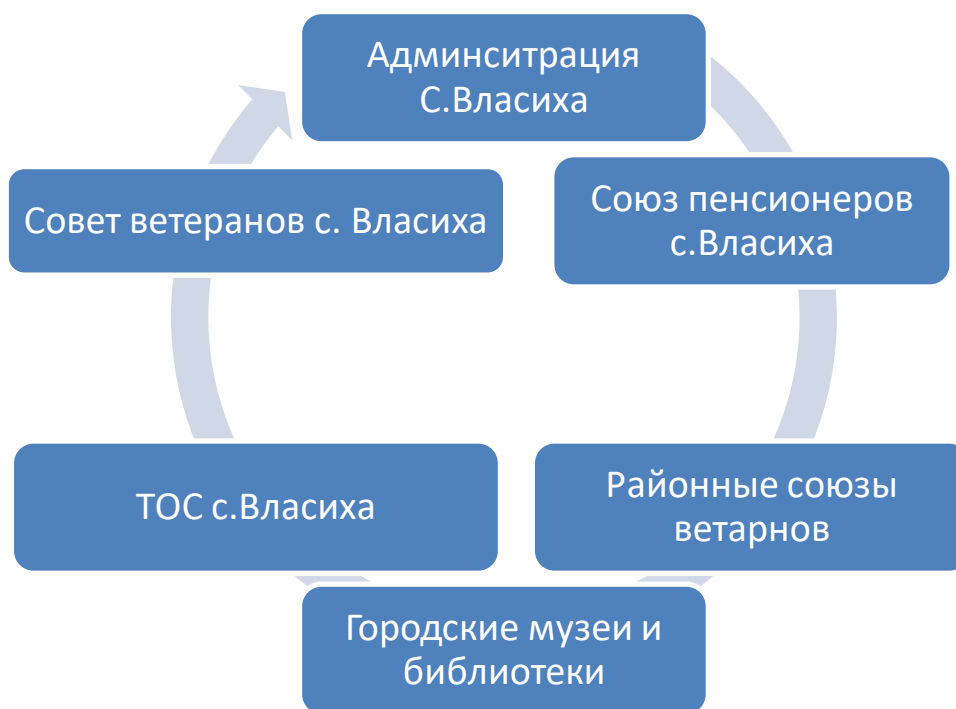 Админситрация
С.Власиха
Союз пенсионеров
с.Власиха
Районные союзы
ветарнов
Городские музеи и
библиотеки
ТОС с.Власиха
Совет ветеранов с. Власиха